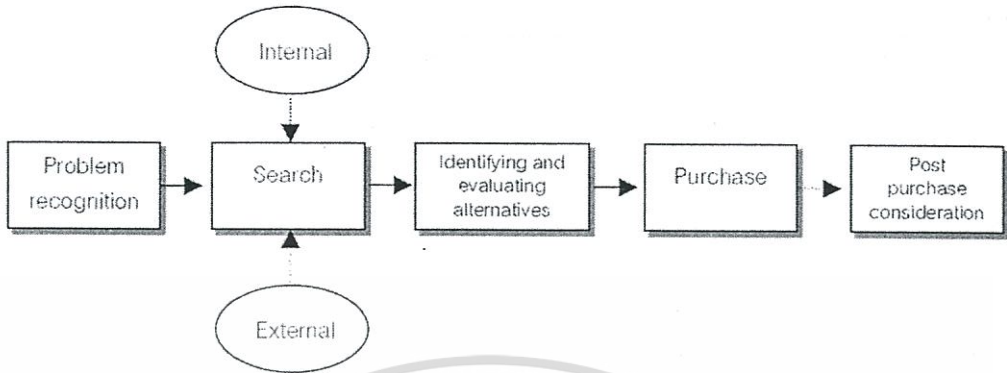 Internal
Problem
recognition
Search
Identifying and
evaluating
alternatives
Purchase
Post
purchase
consideration
External